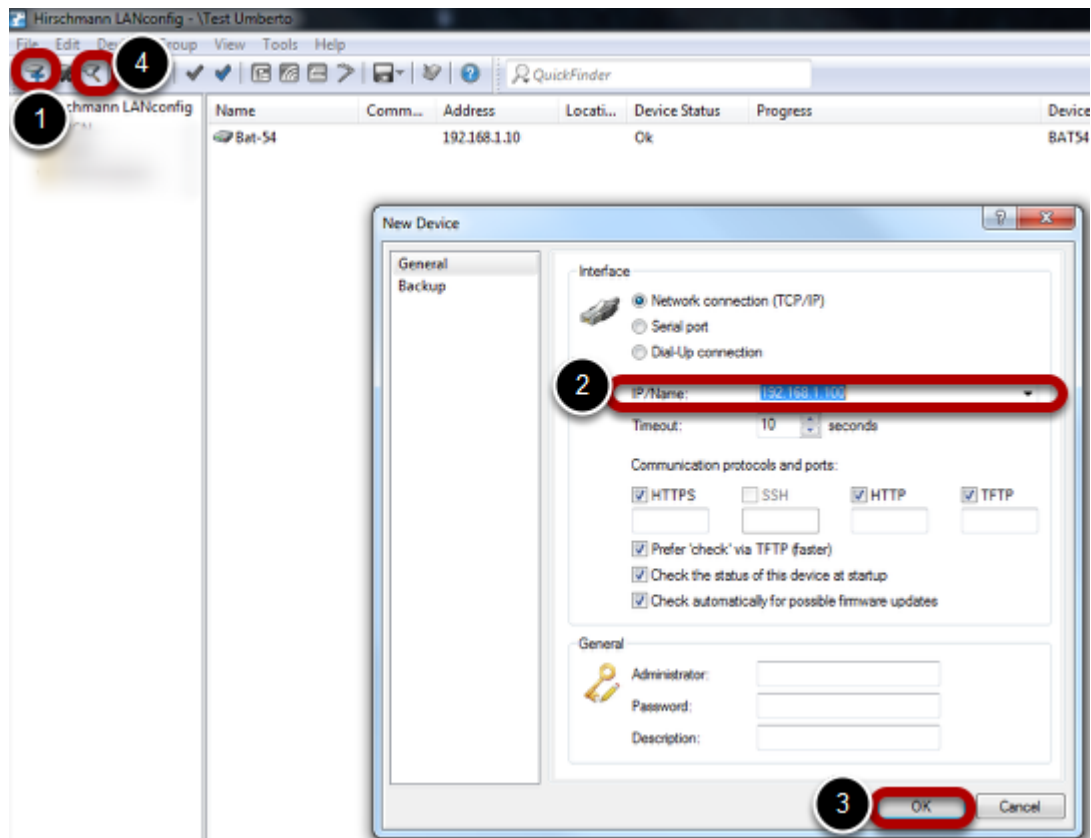 Hirschmann LANconfig - \Test Umberto
File Edit Group View Tools Help
4
QuickFinder
1
LANconfig
Name Comm... Address Locati... Device Status Progress Device
Bat-54 192.168.1.10 Ok BAT54
New Device
General
Backup
Interface
Network connection (TCP/IP)
Serial port
Dial-Up connection
2
IP/Name: 192.168.1.100
Timeout: 10 seconds
Communication protocols and ports:
HTTPS SSH HTTP TFTP
Prefer 'check' via TFTP (faster)
Check the status of this device at startup
Check automatically for possible firmware updates
General
Administrator:
Password:
Description:
3
OK Cancel